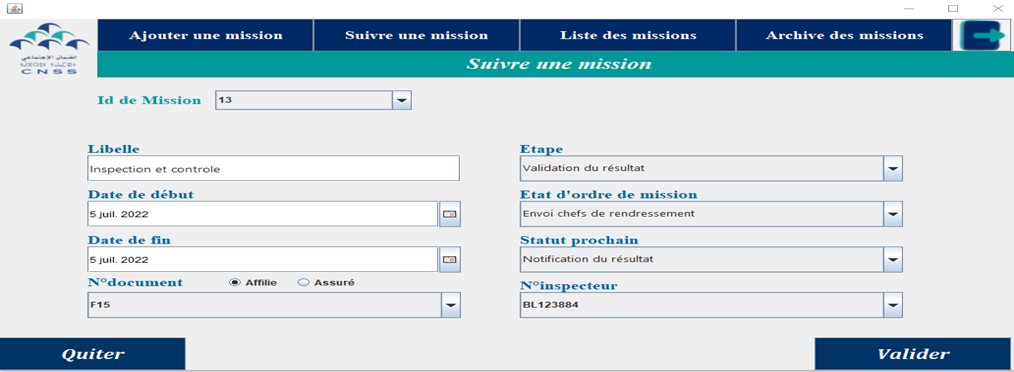 Ajouter une mission
Suivre une mission
Liste des missions
Archive des missions
الضمان الإجتماعي
CNSS
Suivre une mission
Id de Mission 13
Libelle
Inspection et controle
Date de début
5 juil. 2022
Date de fin
5 juil. 2022
N°document Affilie Assuré
F15
Etape
Validation du résultat
Etat d'ordre de mission
Envoi chefs de rendressement
Statut prochain
Notification du résultat
N°inspecteur
BL123884
Quiter
Valider